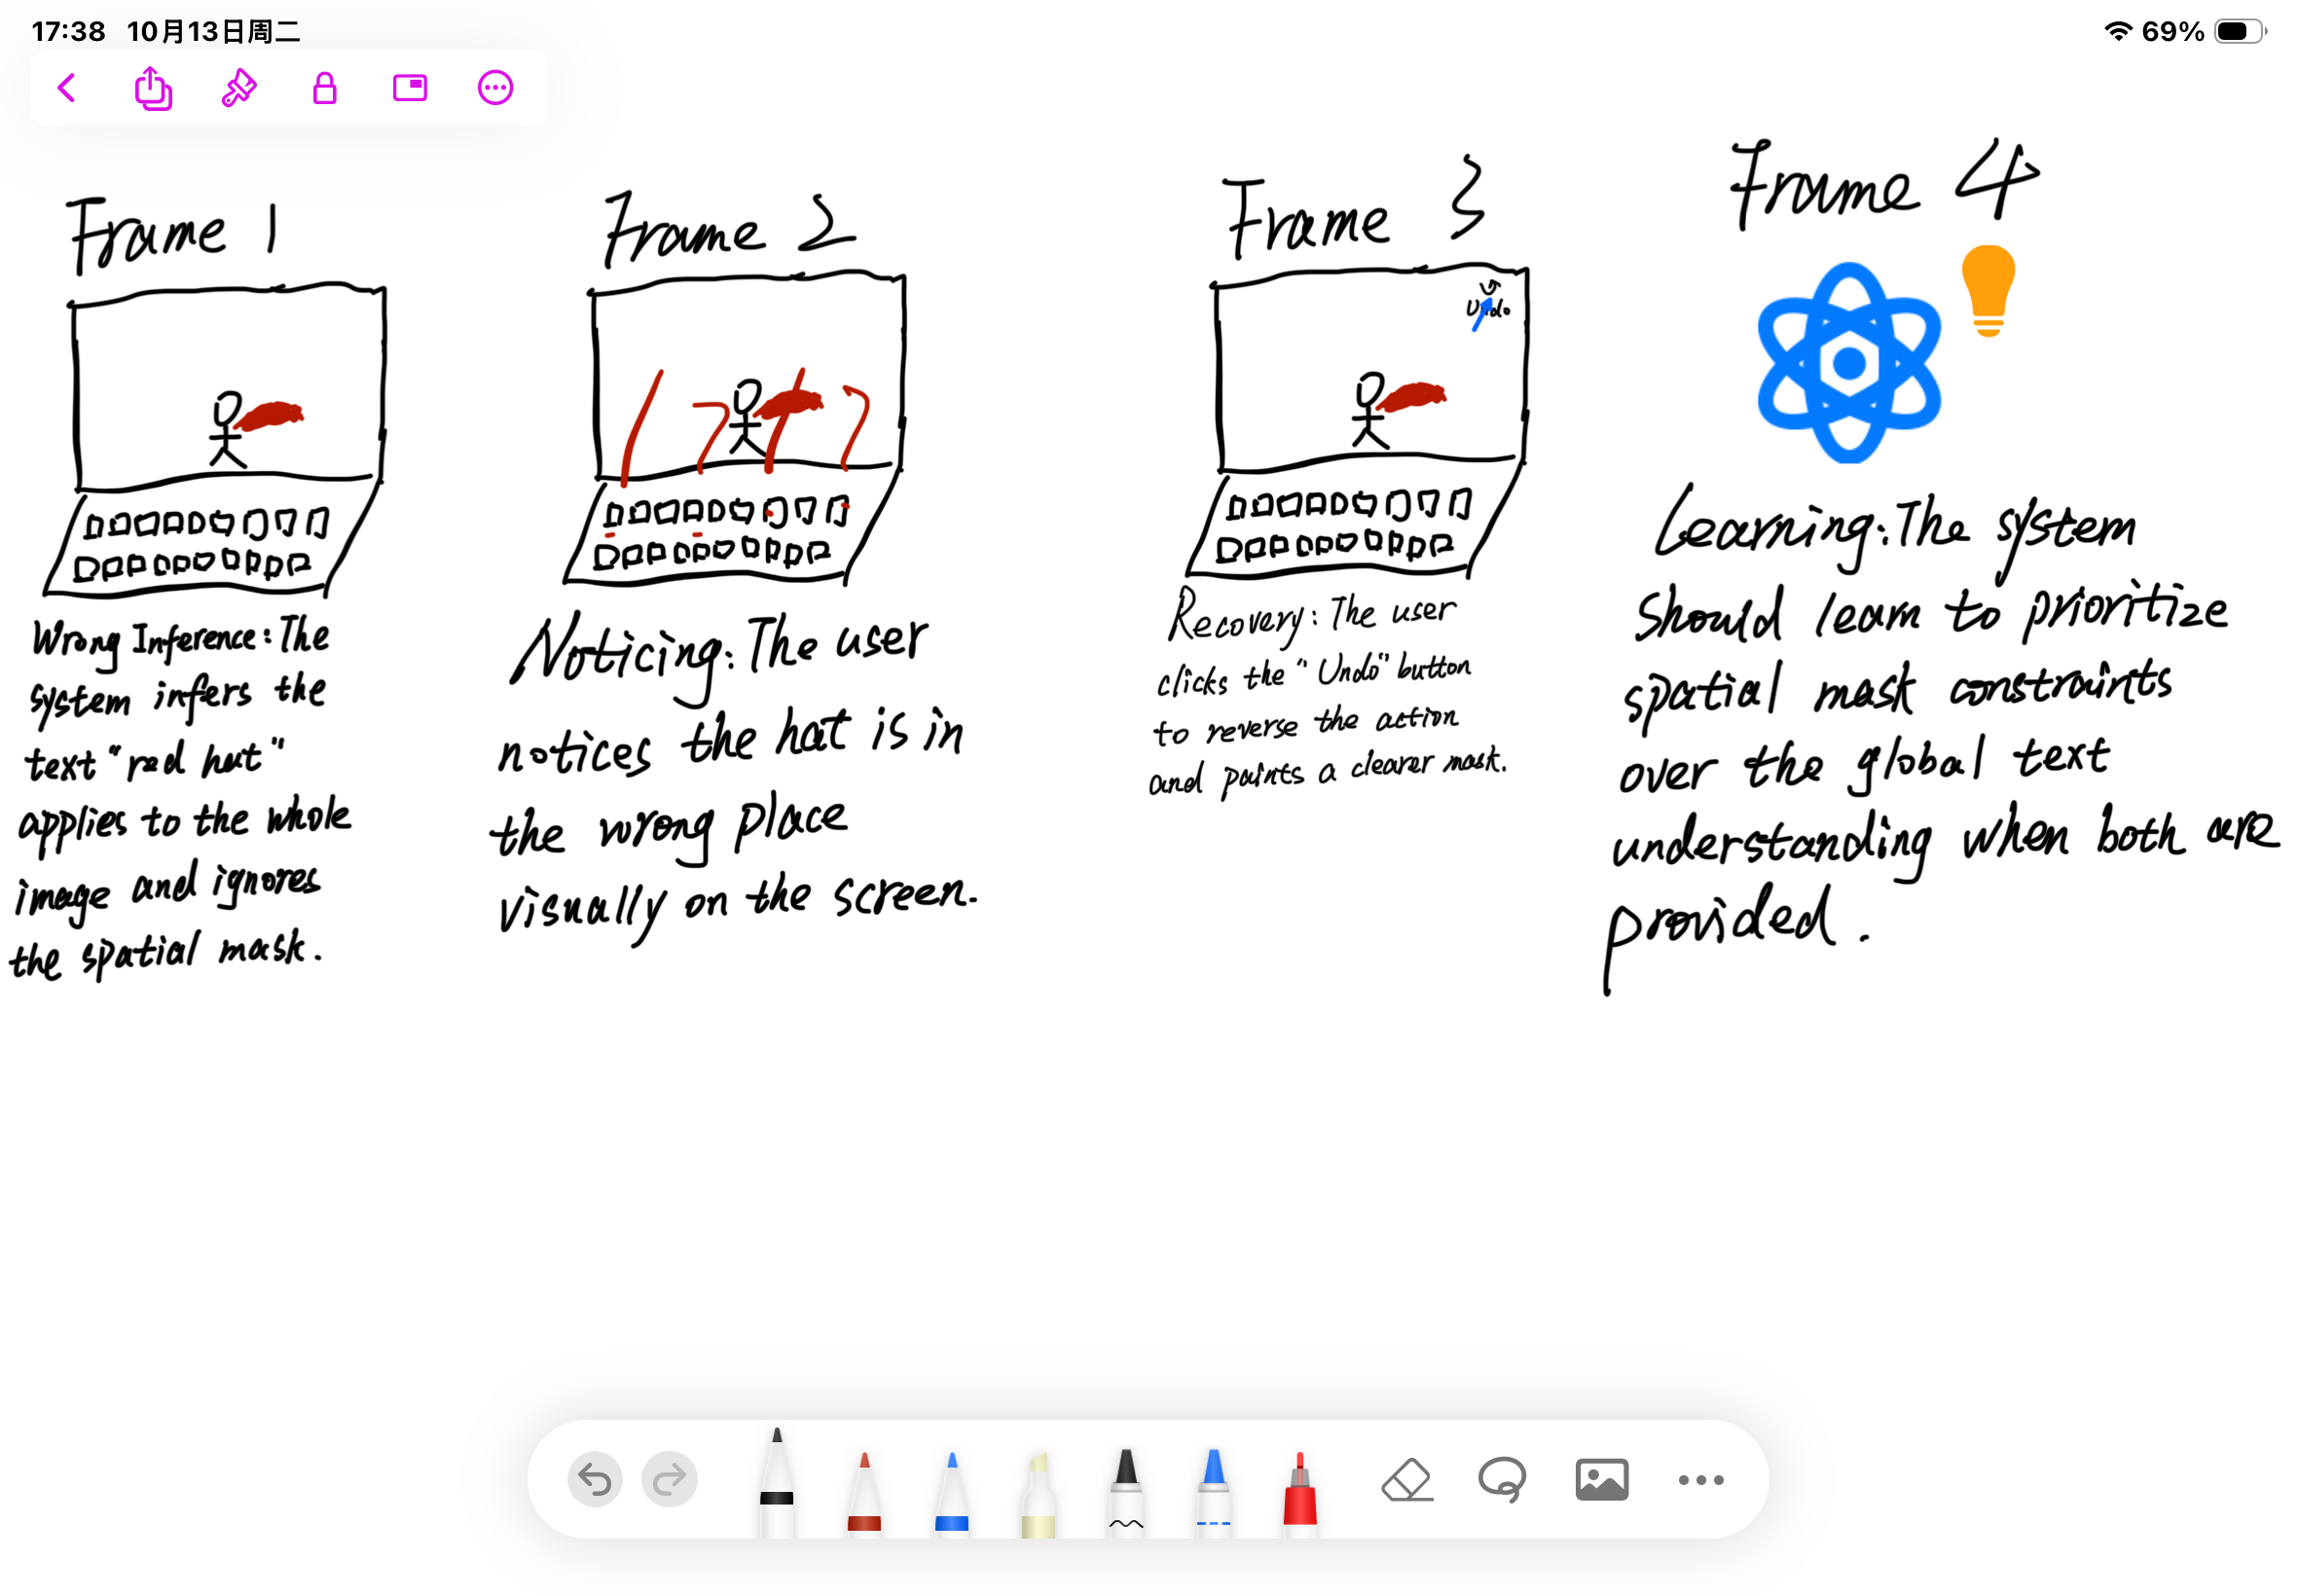 17:38 10月13日周二
69%
Frame 1
Wrong Inference: The
system infers the
text "red hat"
applies to the whole
image and ignores
the spatial mask.
Frame 2
! ? ! ?
Noticing: The user
notices the hat is in
the wrong place
visually on the screen.
Frame 3
Undo
Recovery: The user
clicks the "Undo" button
to reverse the action
and paints a clearer mask.
Frame 4
Learning: The system
should learn to prioritize
spatial mask constraints
over the global text
understanding when both are
provided.